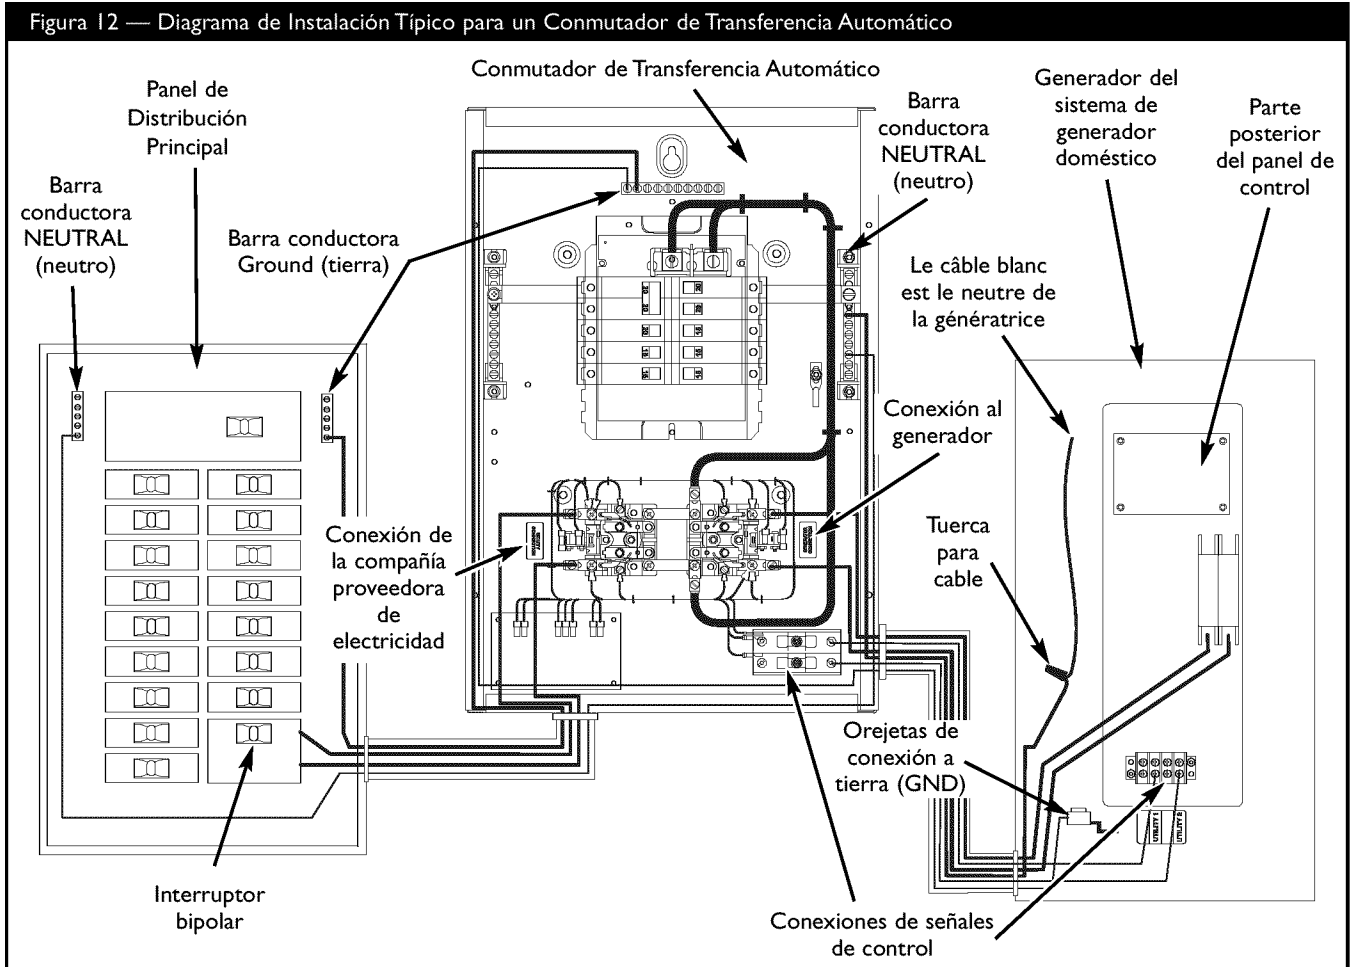 Figura 12 — Diagrama de Instalación Típico para un Conmutador de Transferencia Automático
Conmutador de Transferencia Automático
Panel de
Distribución
Principal
Barra
conductora
NEUTRAL
(neutro)
Barra conductora
Ground (tierra)
Barra
conductora
NEUTRAL
(neutro)
Generador del
sistema de
generador
doméstico
Parte
posterior
del panel de
control
Le câble blanc
est le neutre de
la génératrice
Conexión al
generador
Conexión de
la compañía
proveedora
de
electricidad
Tuerca
para
cable
Orejetas de
conexión a
tierra (GND)
UTILITY 1
UTILITY 2
Interruptor
bipolar
Conexiones de señales
de control